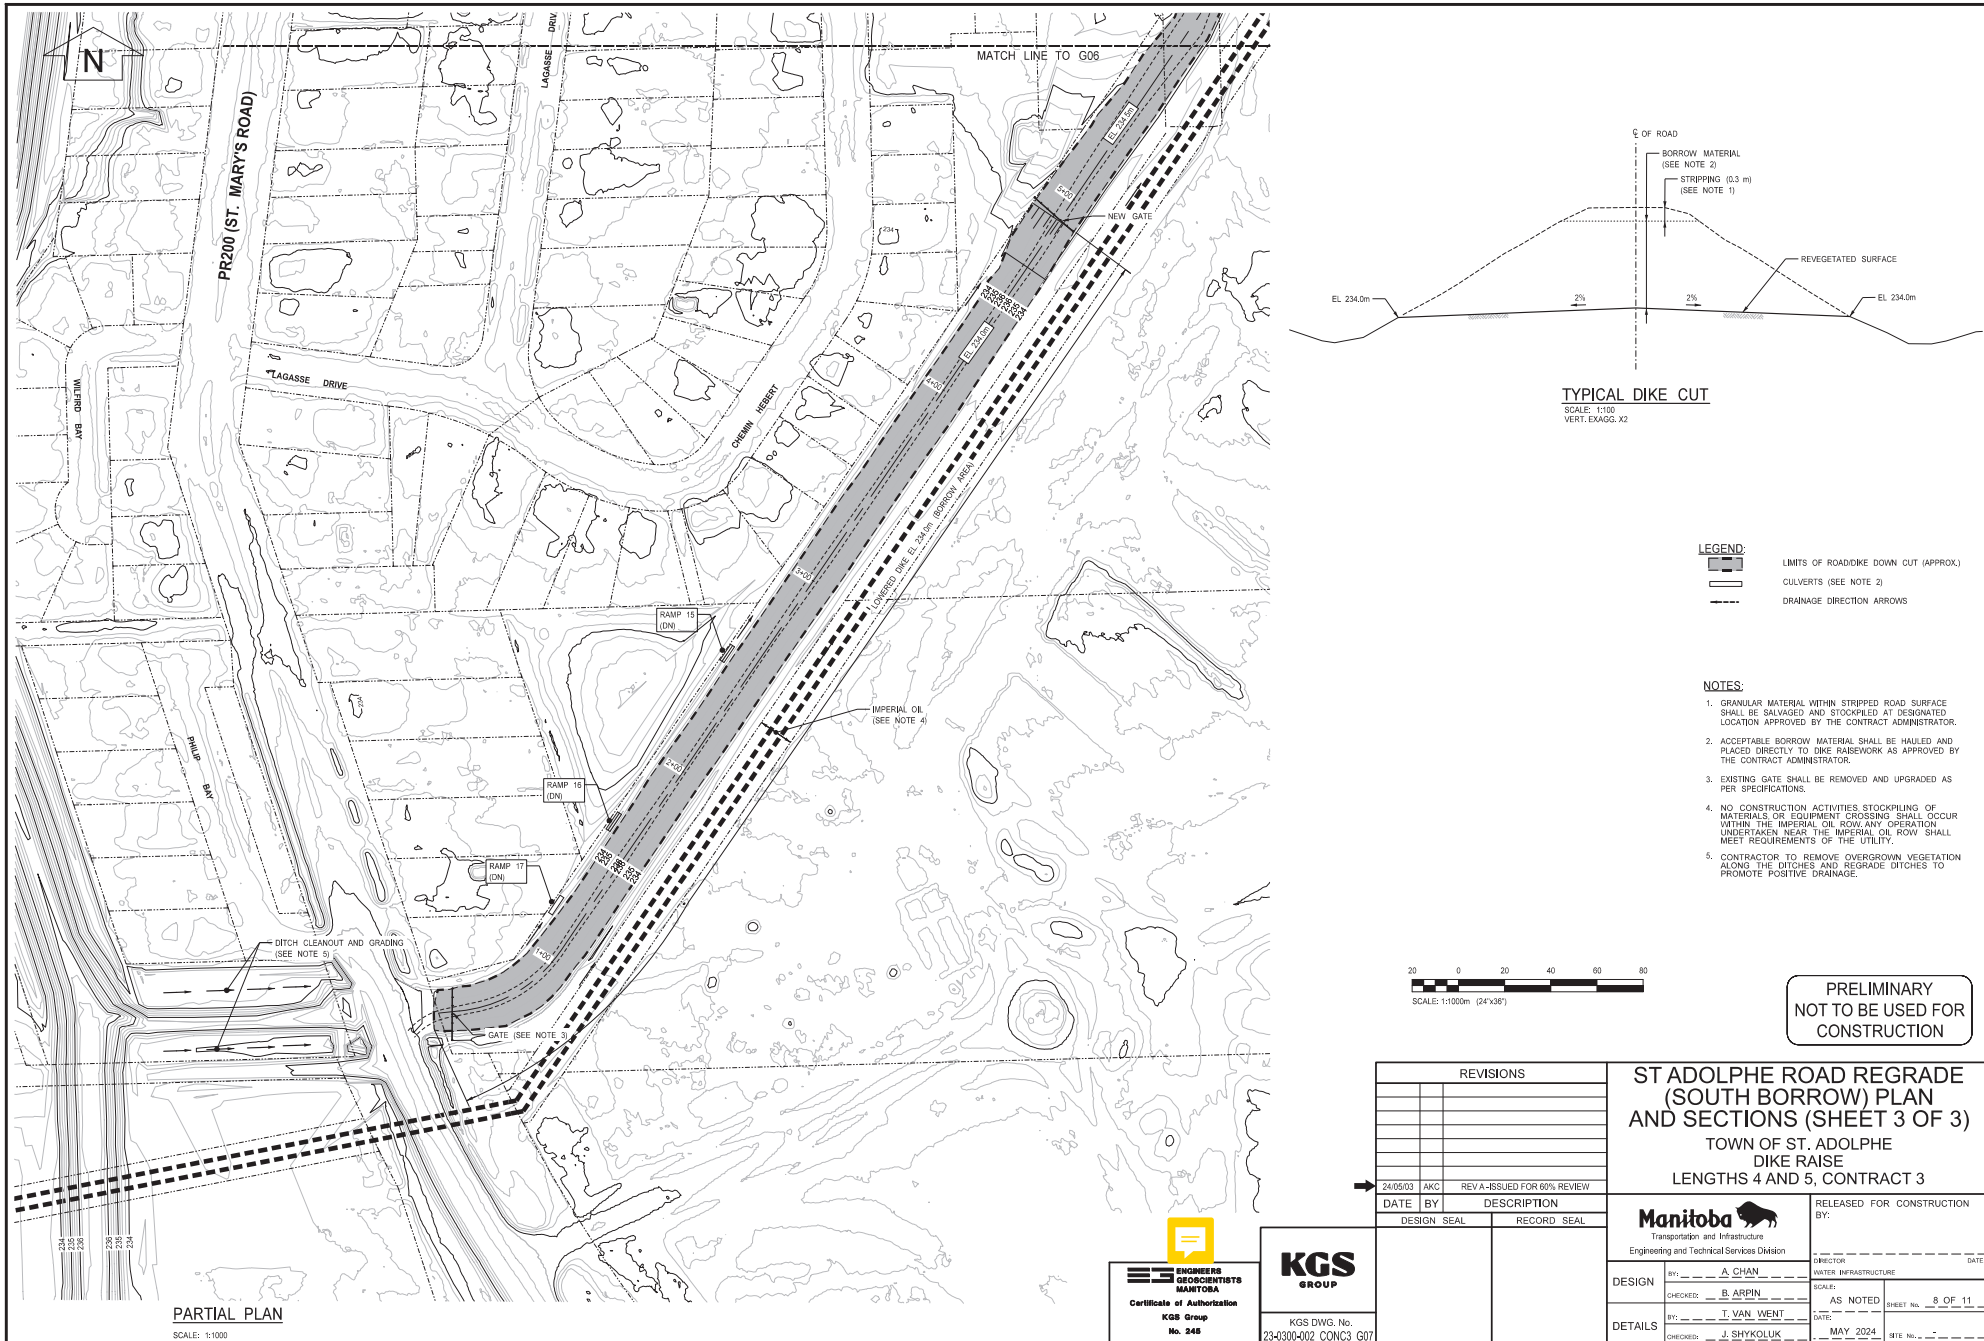 N
MATCH LINE TO G06
PR200 (ST. MARY'S ROAD)
LAGASSE DRIV
LAGASSE DRIVE
WILFIRD BAY
PHILIP BAY
CHEMIN HEBERT
234
EL 234.5m
5+00
NEW GATE
EL 234.0m
4+00
3+00
2+00
1+00
LOWERED DIKE EL 234.0m (BORROW AREA)
RAMP 15
(DN)
RAMP 16
(DN)
RAMP 17
(DN)
IMPERIAL OIL
(SEE NOTE 4)
DITCH CLEANOUT AND GRADING
(SEE NOTE 5)
GATE (SEE NOTE 3)
234
235
236
236
235
234
PARTIAL PLAN
SCALE: 1:1000
℄ OF ROAD
BORROW MATERIAL
(SEE NOTE 2)
STRIPPING (0.3 m)
(SEE NOTE 1)
REVEGETATED SURFACE
EL 234.0m
2%
2%
EL 234.0m
TYPICAL DIKE CUT
SCALE: 1:100
VERT. EXAGG. X2
LEGEND:
LIMITS OF ROAD/DIKE DOWN CUT (APPROX.)
CULVERTS (SEE NOTE 2)
DRAINAGE DIRECTION ARROWS
NOTES:
1. GRANULAR MATERIAL WITHIN STRIPPED ROAD SURFACE
SHALL BE SALVAGED AND STOCKPILED AT DESIGNATED
LOCATION APPROVED BY THE CONTRACT ADMINISTRATOR.
2. ACCEPTABLE BORROW MATERIAL SHALL BE HAULED AND
PLACED DIRECTLY TO DIKE RAISEWORK AS APPROVED BY
THE CONTRACT ADMINISTRATOR.
3. EXISTING GATE SHALL BE REMOVED AND UPGRADED AS
PER SPECIFICATIONS.
4. NO CONSTRUCTION ACTIVITIES, STOCKPILING OF
MATERIALS, OR EQUIPMENT CROSSING SHALL OCCUR
WITHIN THE IMPERIAL OIL ROW. ANY OPERATION
UNDERTAKEN NEAR THE IMPERIAL OIL ROW SHALL
MEET REQUIREMENTS OF THE UTILITY.
5. CONTRACTOR TO REMOVE OVERGROWN VEGETATION
ALONG THE DITCHES AND REGRADE DITCHES TO
PROMOTE POSITIVE DRAINAGE.
20 0 20 40 60 80
SCALE: 1:1000m (24"x36")
PRELIMINARY
NOT TO BE USED FOR
CONSTRUCTION
REVISIONS
24/05/03 AKC REV A - ISSUED FOR 60% REVIEW
DATE BY DESCRIPTION
DESIGN SEAL RECORD SEAL
ST ADOLPHE ROAD REGRADE
(SOUTH BORROW) PLAN
AND SECTIONS (SHEET 3 OF 3)
TOWN OF ST. ADOLPHE
DIKE RAISE
LENGTHS 4 AND 5, CONTRACT 3
Manitoba
Transportation and Infrastructure
Engineering and Technical Services Division
RELEASED FOR CONSTRUCTION
BY:
DIRECTOR DATE
WATER INFRASTRUCTURE
DESIGN
BY: A. CHAN
CHECKED: B. ARPIN
DETAILS
BY: T. VAN WENT
CHECKED: J. SHYKOLUK
SCALE:
AS NOTED
SHEET No. 8 OF 11
DATE:
MAY 2024
SITE No. -
ENGINEERS
GEOSCIENTISTS
MANITOBA
Certificate of Authorization
KGS Group
No. 245
KGS
GROUP
KGS DWG. No.
23-0300-002 CONC3 G07